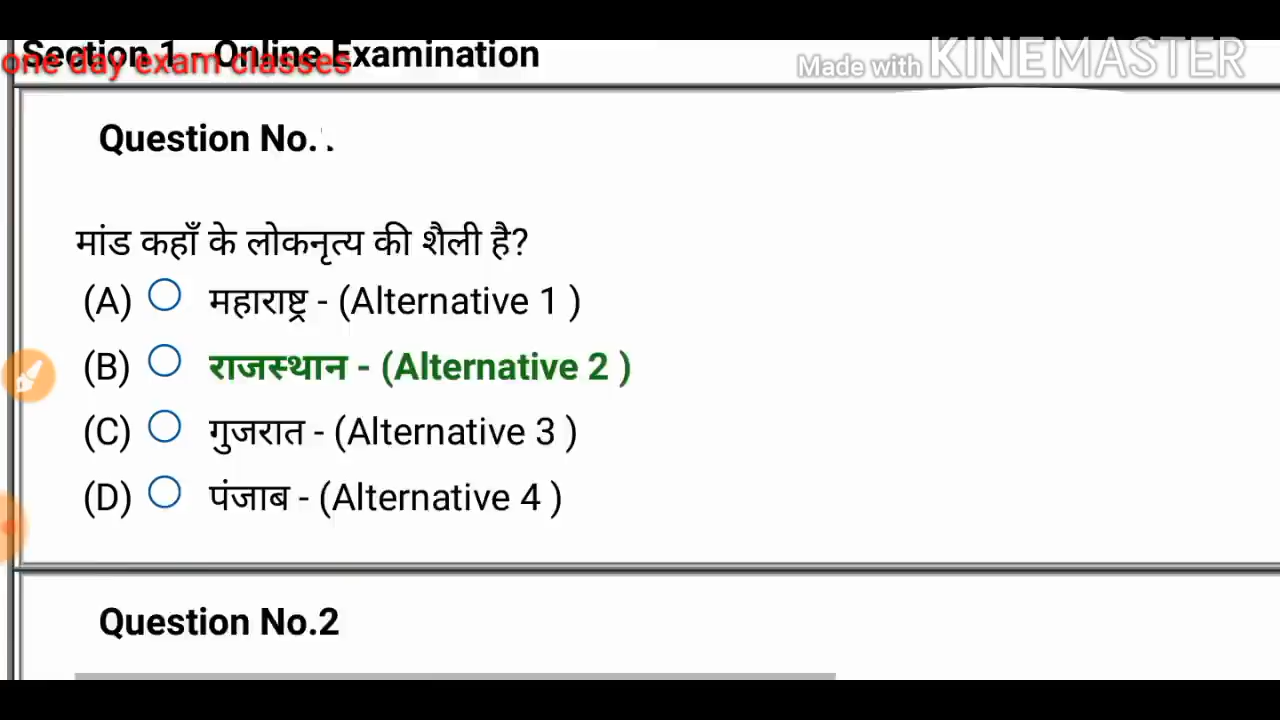 Section 1 - Online Examination
one day exam classes
Made with KINEMASTER
Question No.
मांड कहाँ के लोकनृत्य की शैली है?
(A) महाराष्ट्र - (Alternative 1 )
(B) राजस्थान - (Alternative 2 )
(C) गुजरात - (Alternative 3 )
(D) पंजाब - (Alternative 4 )
Question No.2